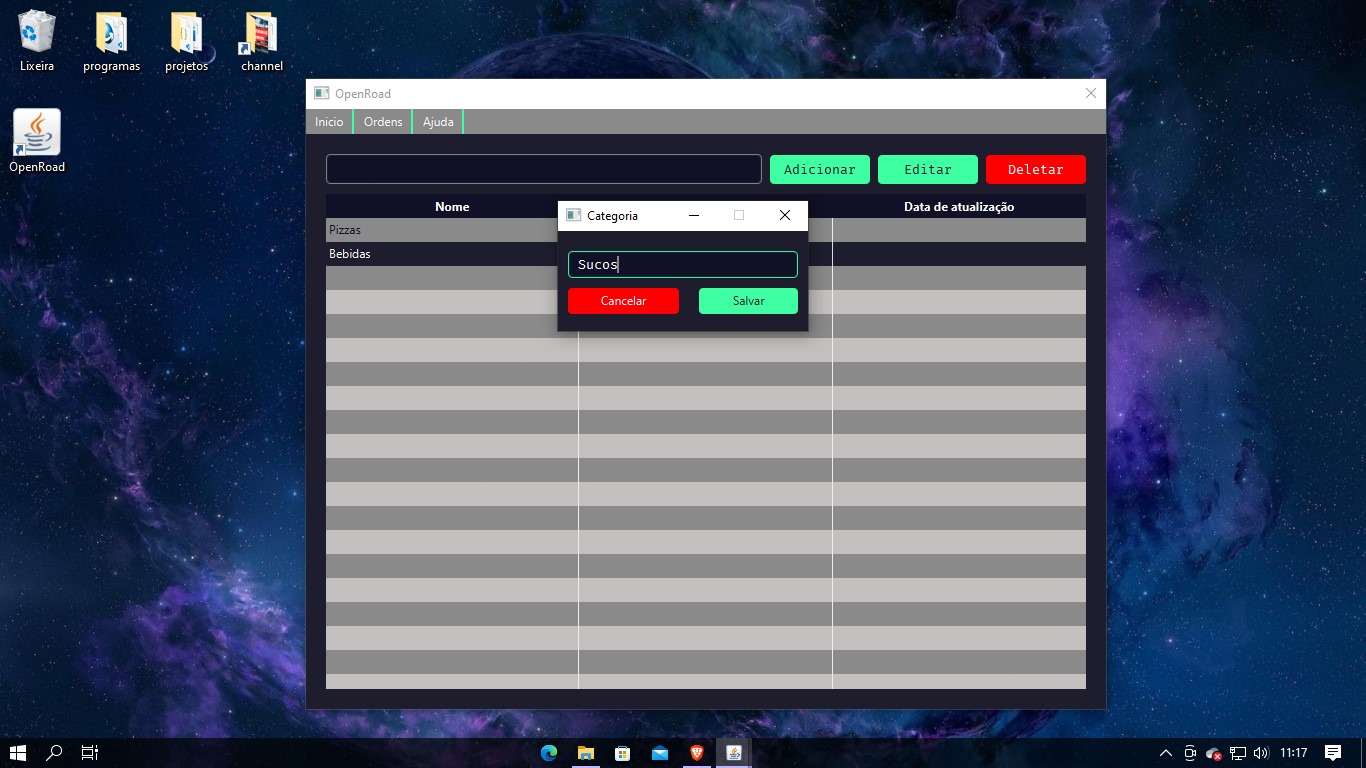 Lixeira
programas
projetos
channel
OpenRoad
OpenRoad
Inicio
Ordens
Ajuda
Adicionar
Editar
Deletar
Nome
Data de atualização
Pizzas
Bebidas
Categoria
Sucos
Cancelar
Salvar
11:17